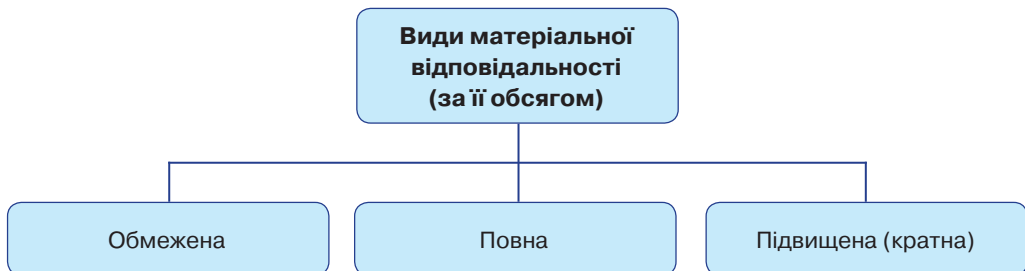 Види матеріальної
відповідальності
(за її обсягом)
Обмежена
Повна
Підвищена (кратна)